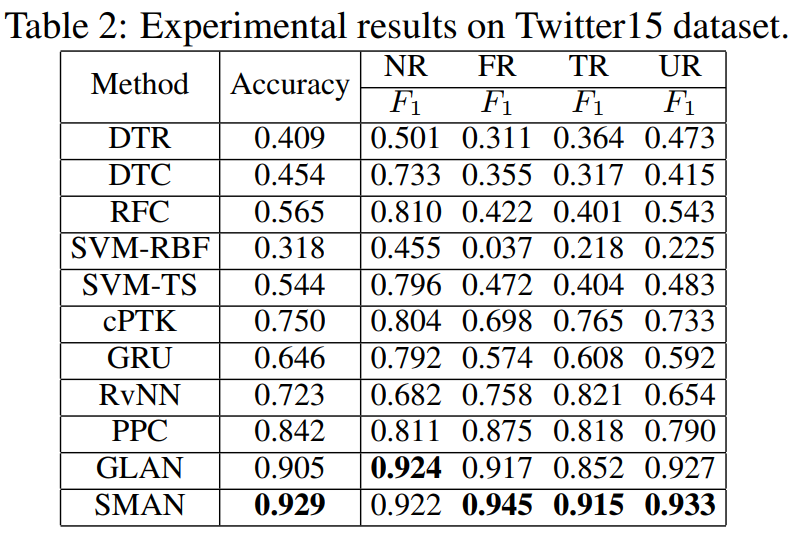 Table 2: Experimental results on Twitter15 dataset.
Method Accuracy NR FR TR UR
F1 F1 F1 F1
DTR 0.409 0.501 0.311 0.364 0.473
DTC 0.454 0.733 0.355 0.317 0.415
RFC 0.565 0.810 0.422 0.401 0.543
SVM-RBF 0.318 0.455 0.037 0.218 0.225
SVM-TS 0.544 0.796 0.472 0.404 0.483
cPTK 0.750 0.804 0.698 0.765 0.733
GRU 0.646 0.792 0.574 0.608 0.592
RvNN 0.723 0.682 0.758 0.821 0.654
PPC 0.842 0.811 0.875 0.818 0.790
GLAN 0.905 0.924 0.917 0.852 0.927
SMAN 0.929 0.922 0.945 0.915 0.933